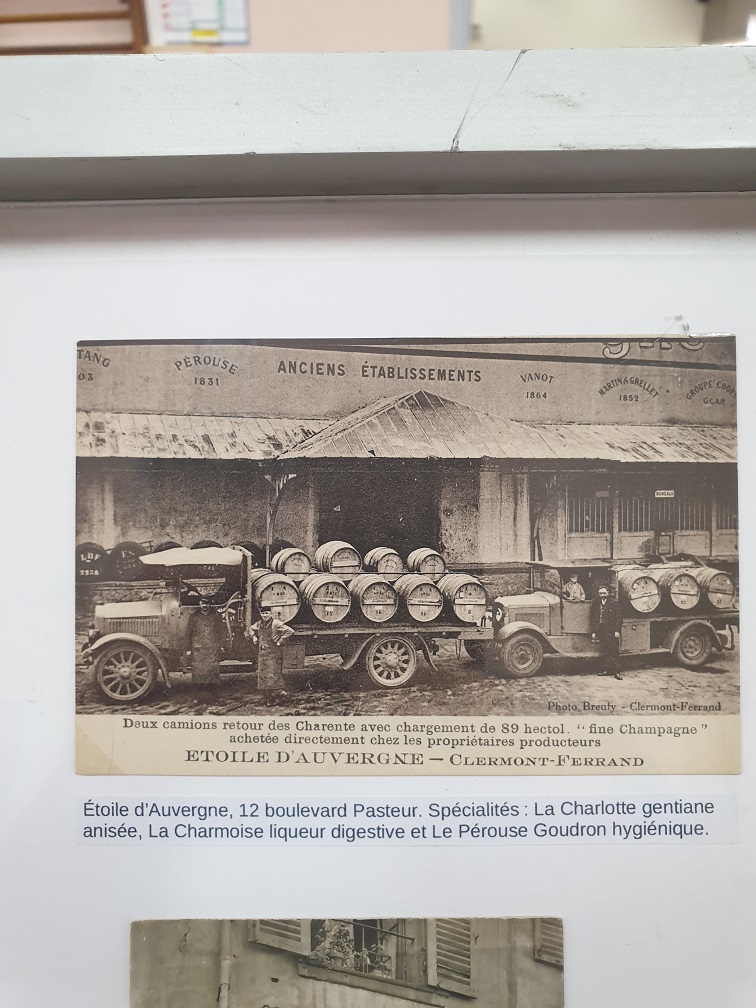 TANG
03
PÉROUSE
1831
ANCIENS ÉTABLISSEMENTS
VANOT
1864
MARTIN & GRELLET
1852
GROUPE COOP
GCAR
BUREAUX
Photo Breuly - Clermont-Ferrand
Deux camions retour des Charente avec chargement de 89 hectol. “ fine Champagne ”
achetée directement chez les propriétaires producteurs
ETOILE D'AUVERGNE — CLERMONT-FERRAND
Étoile d’Auvergne, 12 boulevard Pasteur. Spécialités : La Charlotte gentiane
anisée, La Charmoise liqueur digestive et Le Pérouse Goudron hygiénique.